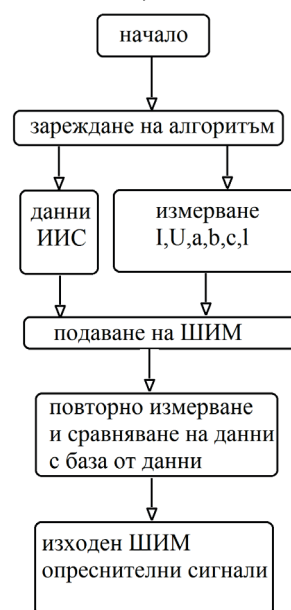 начало
зареждане на алгоритъм
данни
ИИС
измерване
I,U,a,b,c,l
подаване на ШИМ
повторно измерване
и сравняване на данни
с база от данни
изходен ШИМ
опреснителни сигнали